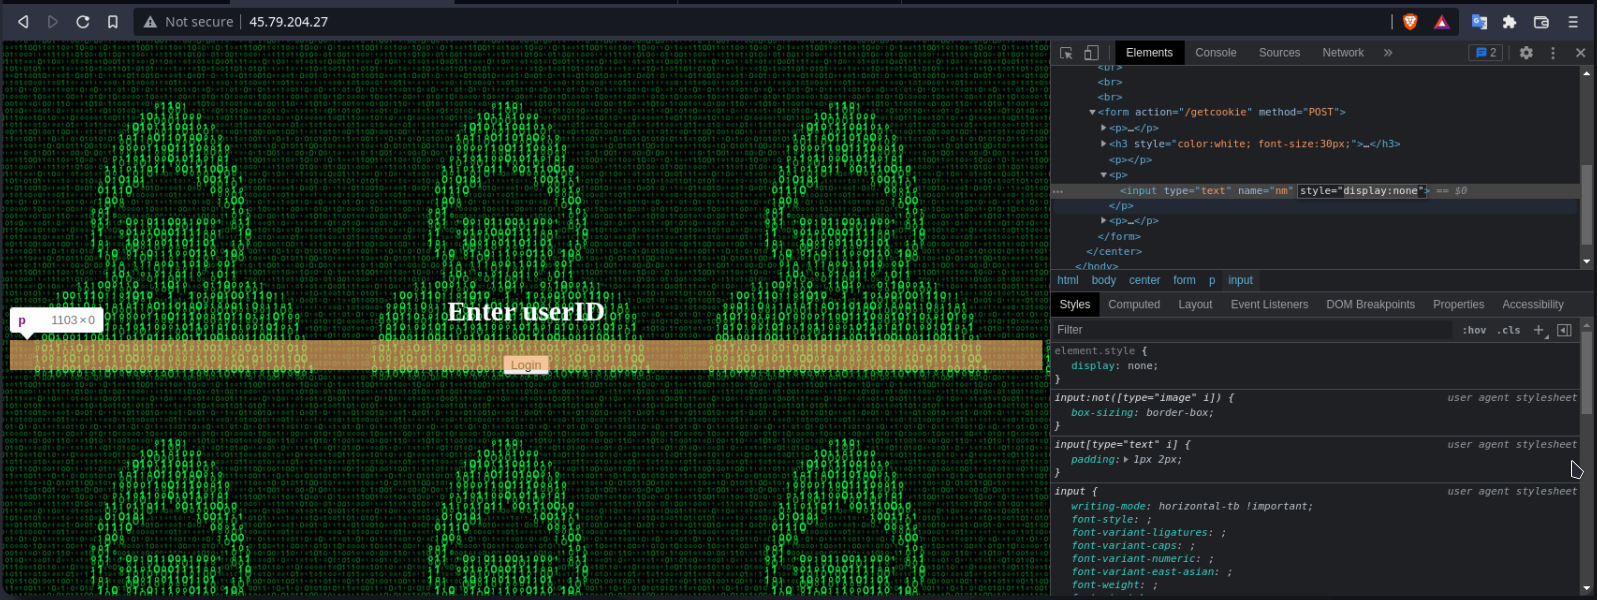 Not secure | 45.79.204.27
Elements Console Sources Network » 2
<br>
<br>
<br>
▼<form action="/getcookie" method="POST">
▶<p>…</p>
▶<h3 style="color:white; font-size:30px;">…</h3>
<p></p>
▼<p>
<input type="text" name="nm" style="display:none"> == $0
</p>
▶<p>…</p>
</form>
</center>
</body>
html body center form p input
Styles Computed Layout Event Listeners DOM Breakpoints Properties Accessibility
Filter :hov .cls +
element.style {
display: none;
}
input:not([type="image" i]) { user agent stylesheet
box-sizing: border-box;
}
input[type="text" i] { user agent stylesheet
padding: ▶ 1px 2px;
}
input { user agent stylesheet
writing-mode: horizontal-tb !important;
font-style: ;
font-variant-ligatures: ;
font-variant-caps: ;
font-variant-numeric: ;
font-variant-east-asian: ;
font-weight: ;
Enter userID
p 1103 × 0
Login